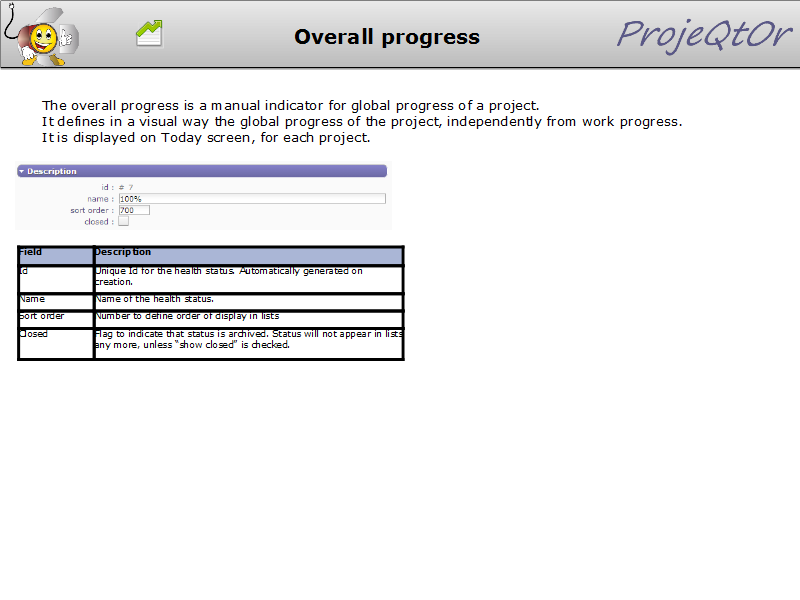 Overall progress
ProjeQtOr
The overall progress is a manual indicator for global progress of a project.
It defines in a visual way the global progress of the project, independently from work progress.
It is displayed on Today screen, for each project.
Description
id : # 7
name : 100%
sort order : 700
closed :
Field Description
Id Unique Id for the health status. Automatically generated on
creation.
Name Name of the health status.
Sort order Number to define order of display in lists
Closed Flag to indicate that status is archived. Status will not appear in lists
any more, unless “show closed” is checked.